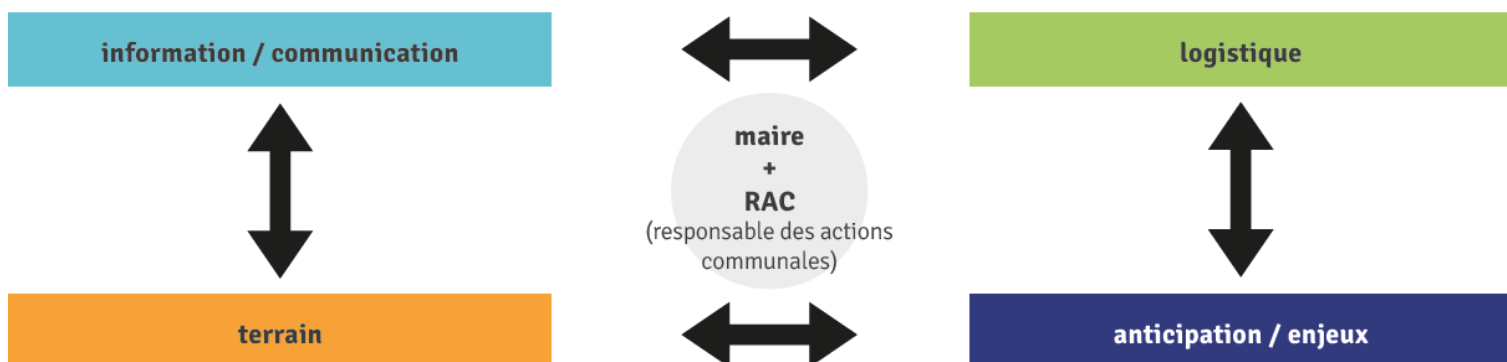 information / communication
logistique
maire
+
RAC
(responsable des actions
communales)
terrain
anticipation / enjeux